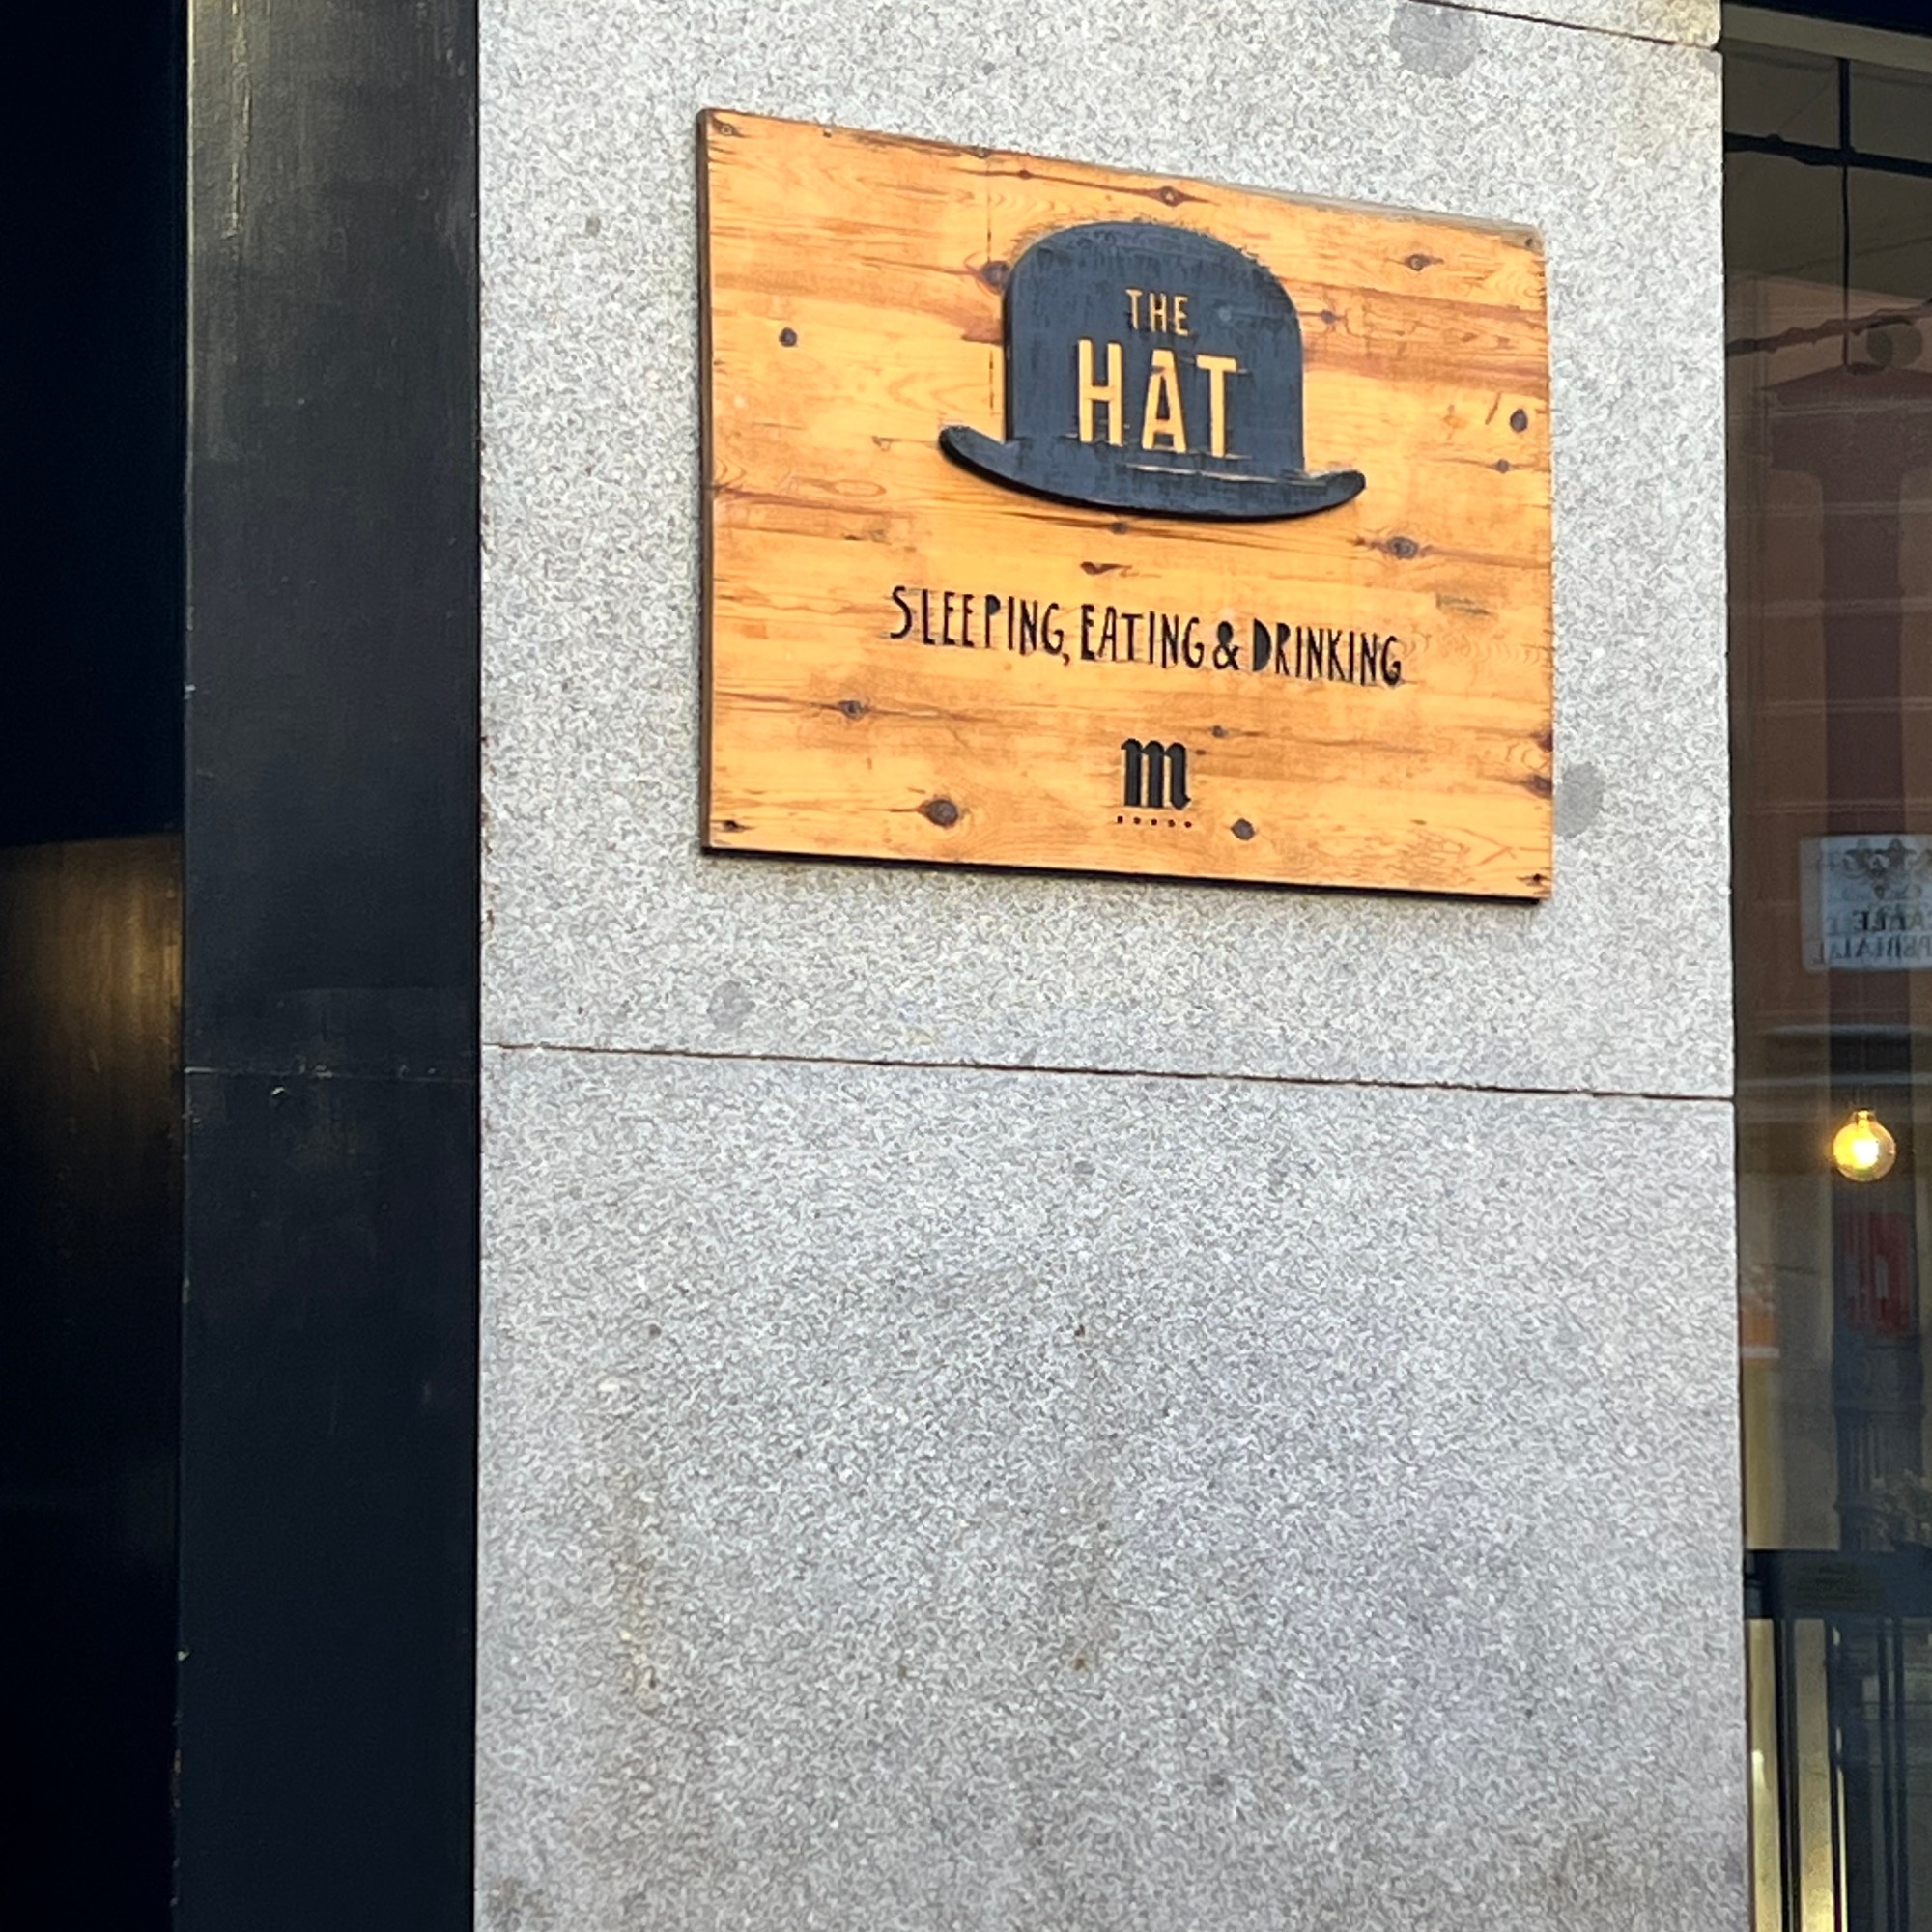 THE
HAT
SLEEPING, EATING & DRINKING
m